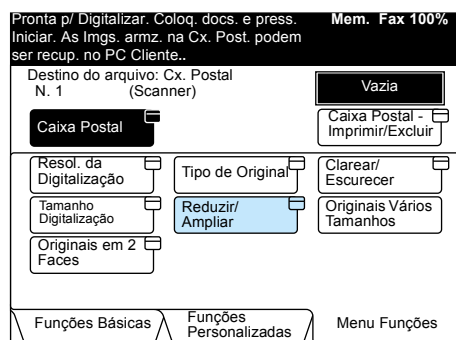 Pronta p/ Digitalizar. Coloq. docs. e press. Mem. Fax 100%
Iniciar. As Imgs. armz. na Cx. Post. podem
ser recup. no PC Cliente..
Destino do arquivo: Cx. Postal
N. 1 (Scanner)
Vazia
Caixa Postal
Caixa Postal -
Imprimir/Excluir
Resol. da
Digitalização
Tipo de Original
Clarear/
Escurecer
Tamanho
Digitalização
Reduzir/
Ampliar
Originais Vários
Tamanhos
Originais em 2
Faces
Funções Básicas
Funções
Personalizadas
Menu Funções